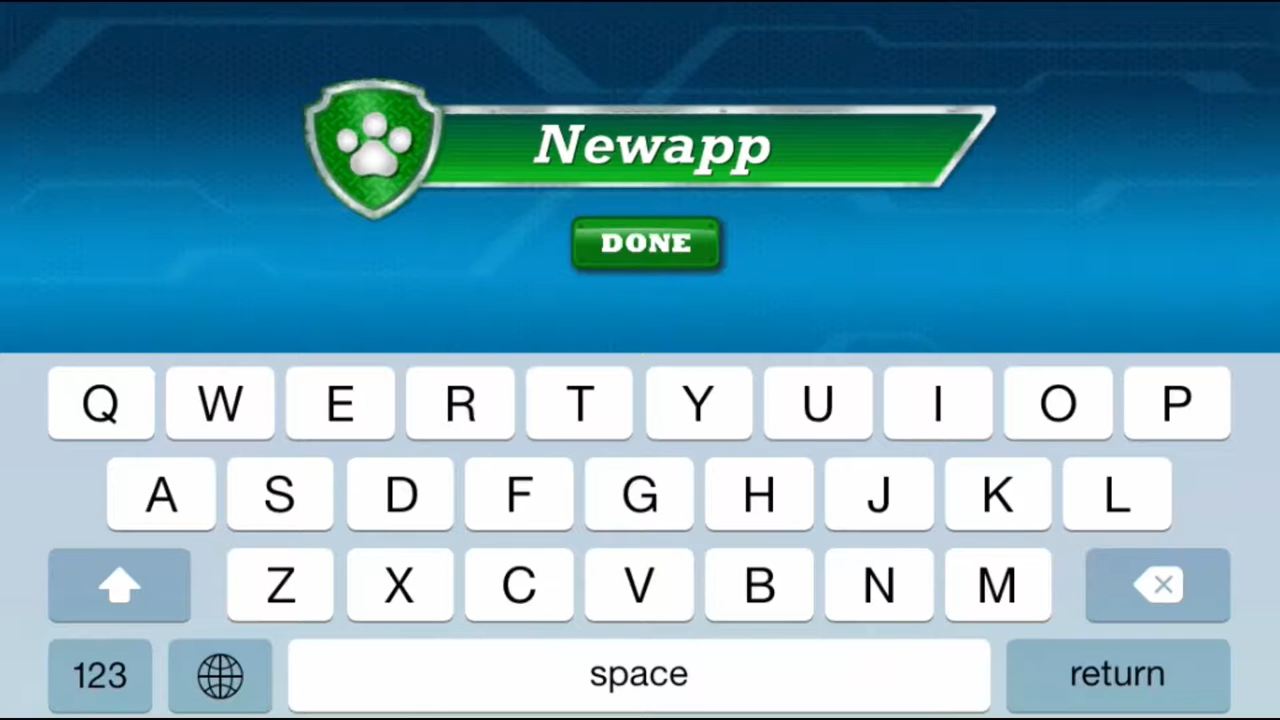 Newapp
DONE
Q W E R T Y U I O P
A S D F G H J K L
Z X C V B N M
123 space return